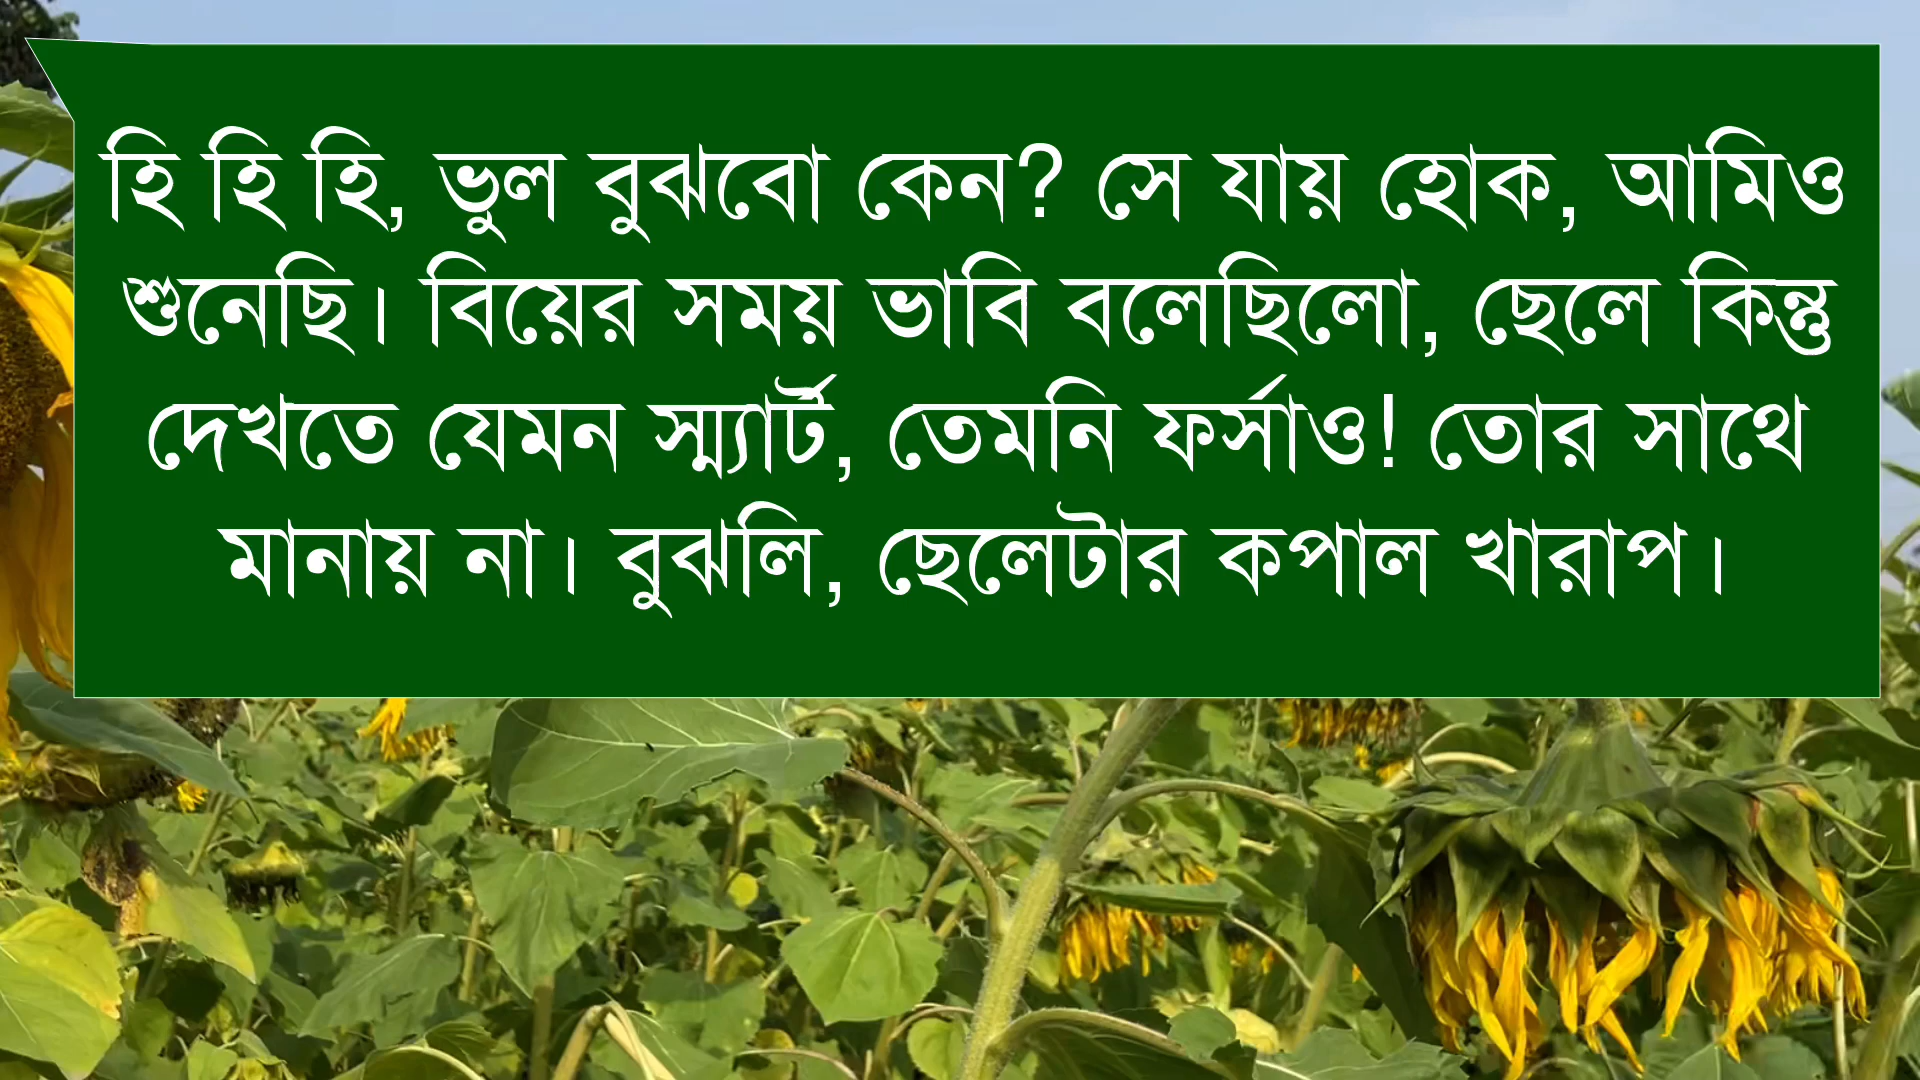 হি হি হি, ভুল বুঝবো কেন? সে যায় হোক, আমিও
শুনেছি। বিয়ের সময় ভাবি বলেছিলো, ছেলে কিন্তু
দেখতে যেমন স্ম্যার্ট, তেমনি ফর্সাও! তোর সাথে
মানায় না। বুঝলি, ছেলেটার কপাল খারাপ।